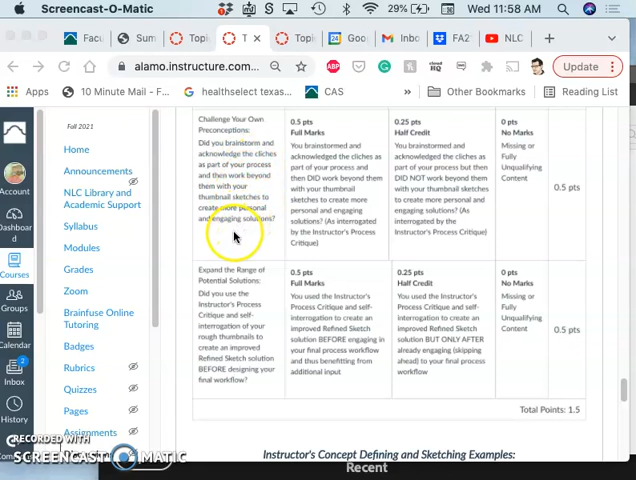 Screencast-O-Matic
29%
Wed 11:58 AM
Facu
Sum
Topi
T
Topi
Goo
Inbo
FA2
NLC
alamo.instructure.com...
Update
Apps
10 Minute Mail - F...
healthselect texas...
CAS
»
Other Bookmarks
Reading List
Account
Dashboar
d
Courses
Groups
Calendar
2
Inbox
History
Fall 2021
Home
Announcements
NLC Library and
Academic Support
Syllabus
Modules
Grades
Zoom
Brainfuse Online
Tutoring
Badges
Rubrics
Quizzes
Pages
Assignments
Challenge Your Own
Preconceptions:
Did you brainstorm and
acknowledge the cliches
as part of your process
and then work beyond
them with your
thumbnail sketches to
create more personal
and engaging solutions?
0.5 pts
Full Marks
You brainstormed and
acknowledged the cliches as
part of your process and
then DID work beyond them
with your thumbnail
sketches to create more
personal and engaging
solutions? (As interrogated
by the Instructor's Process
Critique)
0.25 pts
Half Credit
You brainstormed and
acknowledged the cliches as
part of your process but then
DID NOT work beyond them
with your thumbnail sketches
to create more personal and
engaging solutions? (As
interrogated by the
Instructor's Process Critique)
0 pts
No Marks
Missing or
Fully
Unqualifying
Content
0.5 pts
Expand the Range of
Potential Solutions:
Did you use the
Instructor's Process
Critique and self-
interrogation of your
rough thumbnails to
create an improved
Refined Sketch solution
BEFORE designing your
final workflow?
0.5 pts
Full Marks
You used the Instructor's
Process Critique and self-
interrogation to create an
improved Refined Sketch
solution BEFORE engaging in
your final process workflow
and thus benefitting from
additional input
0.25 pts
Half Credit
You used the Instructor's
Process Critique and self-
interrogation to create an
improved Refined Sketch
solution BUT ONLY AFTER
already engaging (skipping
ahead) to your final process
workflow
0 pts
No Marks
Missing or
Fully
Unqualifying
Content
0.5 pts
Total Points: 1.5
Instructor's Concept Defining and Sketching Examples:
Recent
RECORDED WITH
SCREENCAST MATIC